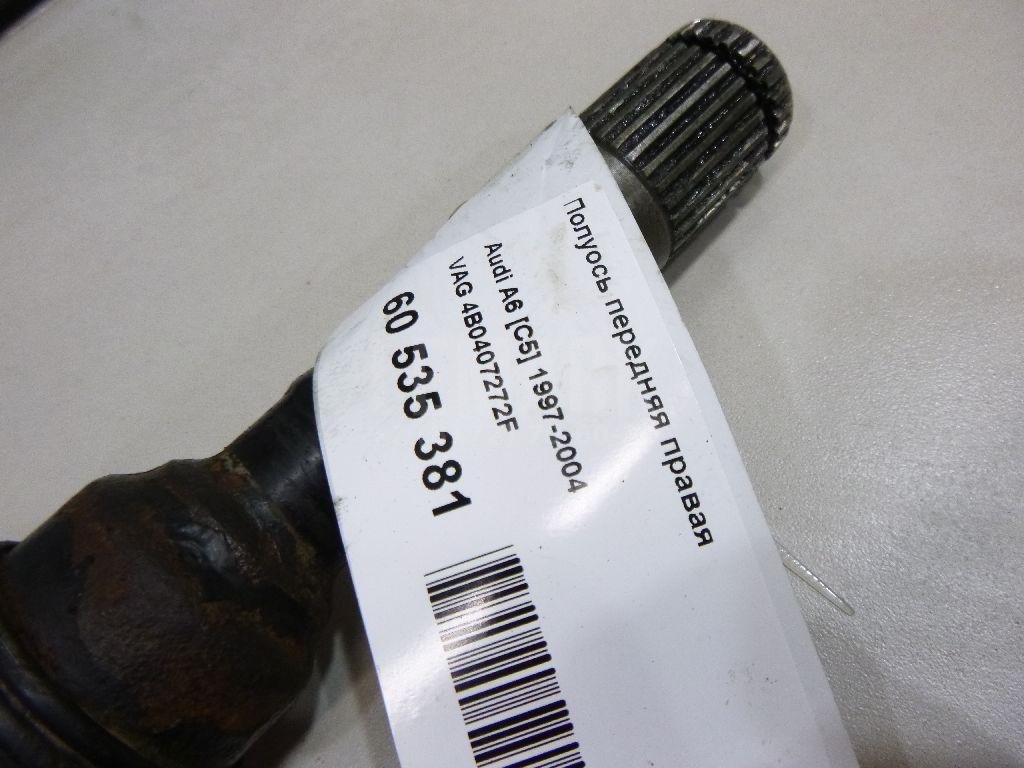 Полуось передняя правая
Audi A6 [C5] 1997-2004
VAG 4B0407272F
60 535 381